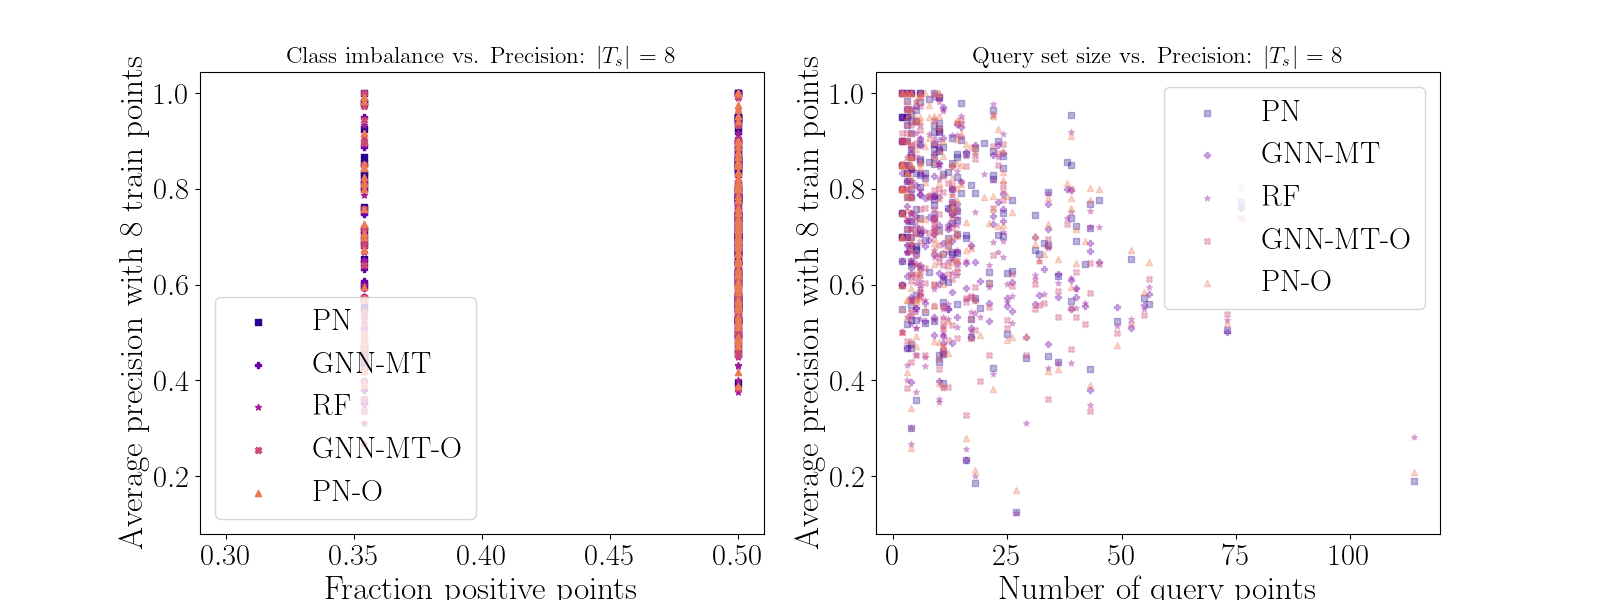 Class imbalance vs. Precision: |T_s| = 8
Average precision with 8 train points
1.0
0.8
0.6
0.4
0.2
PN
GNN-MT
RF
GNN-MT-O
PN-O
0.30 0.35 0.40 0.45 0.50
Fraction positive points
Query set size vs. Precision: |T_s| = 8
Average precision with 8 train points
1.0
0.8
0.6
0.4
0.2
PN
GNN-MT
RF
GNN-MT-O
PN-O
0 25 50 75 100
Number of query points